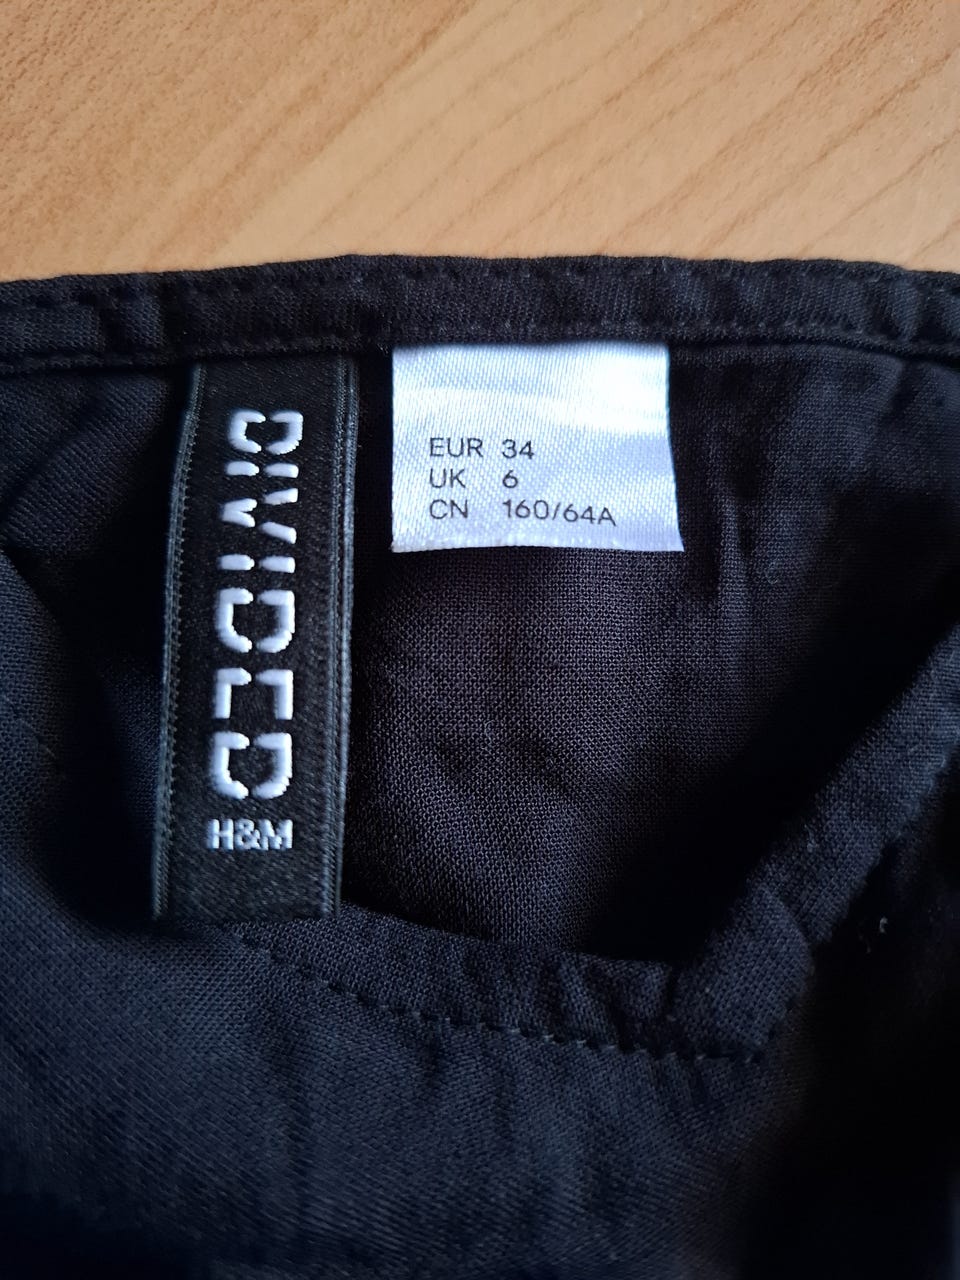 DIVIDED
H&M
EUR 34
UK 6
CN 160/64A